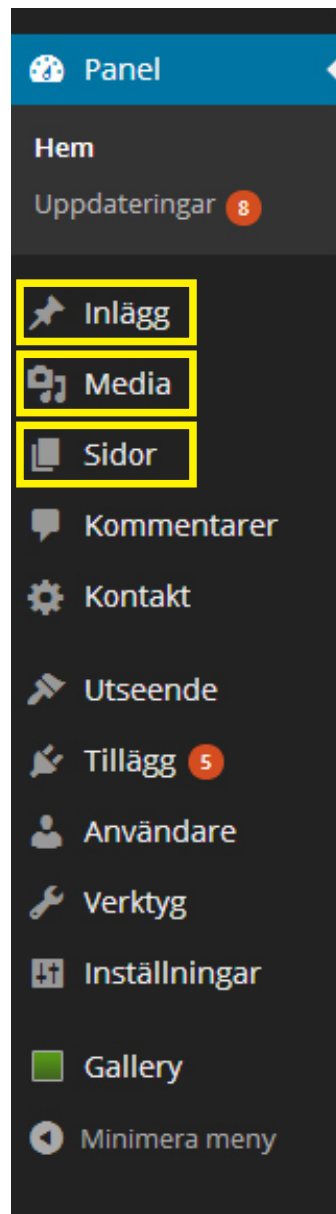 Panel
Hem
Uppdateringar 8
Inlägg
Media
Sidor
Kommentarer
Kontakt
Utseende
Tillägg 5
Användare
Verktyg
Inställningar
Gallery
Minimera meny